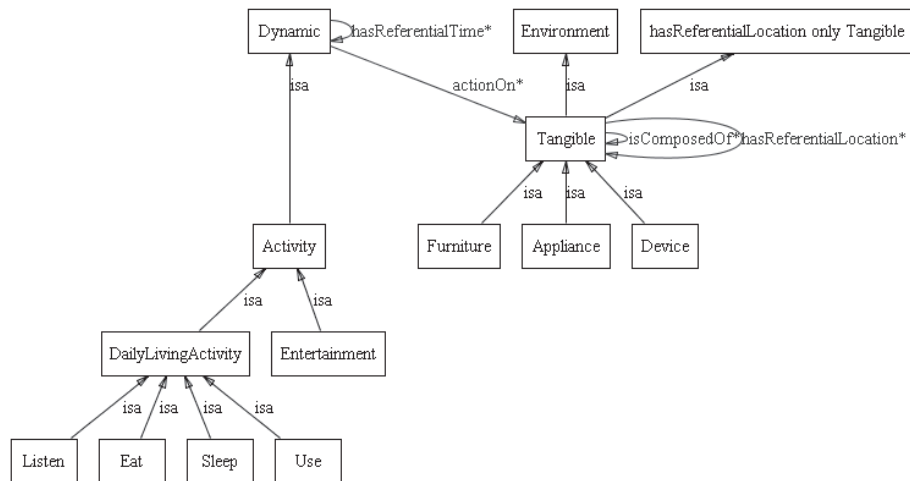 Dynamic
hasReferentialTime*
Environment
hasReferentialLocation only Tangible
isa
actionOn*
isa
isa
Tangible
isComposedOf*
hasReferentialLocation*
isa
isa
isa
Activity
Furniture
Appliance
Device
isa
isa
DailyLivingActivity
Entertainment
isa
isa
isa
isa
Listen
Eat
Sleep
Use